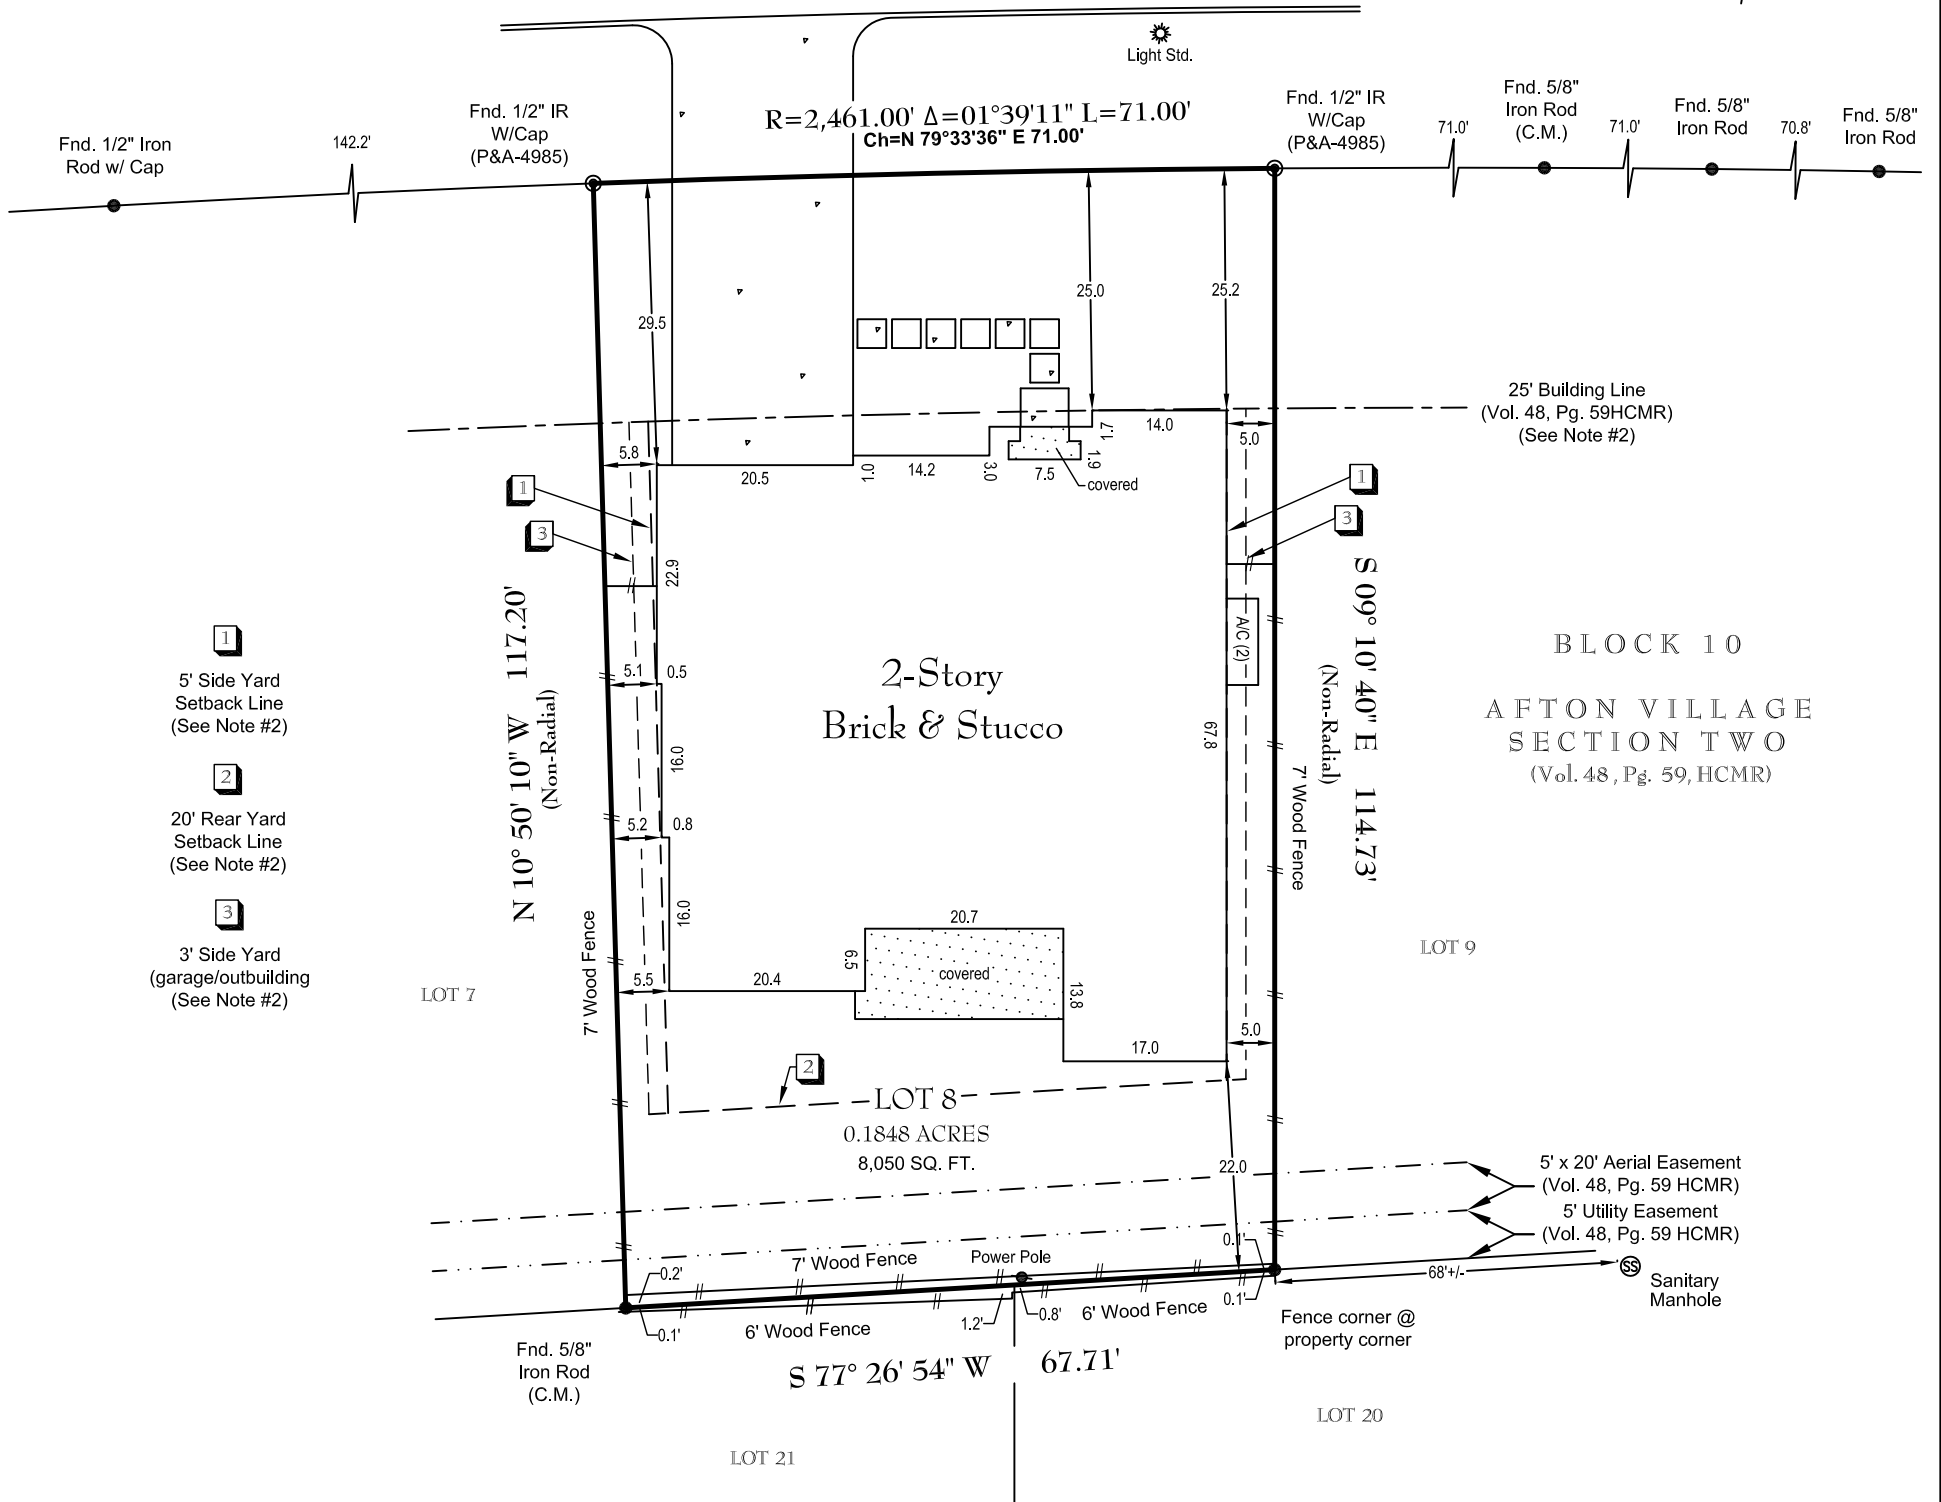 Light Std.
Fnd. 1/2" Iron
Rod w/ Cap
142.2'
Fnd. 1/2" IR
W/Cap
(P&A-4985)
R=2,461.00' Δ=01°39'11" L=71.00'
Ch=N 79°33'36" E 71.00'
Fnd. 1/2" IR
W/Cap
(P&A-4985)
71.0'
Fnd. 5/8"
Iron Rod
(C.M.)
71.0'
Fnd. 5/8"
Iron Rod
70.8'
Fnd. 5/8"
Iron Rod
29.5
25.0
25.2
25' Building Line
(Vol. 48, Pg. 59HCMR)
(See Note #2)
5.8
20.5
1.0
14.2
3.0
7.5
1.9
1.7
14.0
5.0
covered
1
3
1
3
22.9
N 10° 50' 10" W 117.20'
(Non-Radial)
S 09° 10' 40" E 114.73'
(Non-Radial)
A/C (2)
5.1
0.5
2-Story
Brick & Stucco
67.8
16.0
5.2
0.8
16.0
7' Wood Fence
7' Wood Fence
1
5' Side Yard
Setback Line
(See Note #2)
2
20' Rear Yard
Setback Line
(See Note #2)
3
3' Side Yard
(garage/outbuilding
(See Note #2)
BLOCK 10
AFTON VILLAGE
SECTION TWO
(Vol. 48, Pg. 59, HCMR)
LOT 7
LOT 9
20.7
6.5
covered
13.8
5.5
20.4
17.0
5.0
2
LOT 8
0.1848 ACRES
8,050 SQ. FT.
22.0
5' x 20' Aerial Easement
(Vol. 48, Pg. 59 HCMR)
5' Utility Easement
(Vol. 48, Pg. 59 HCMR)
7' Wood Fence
Power Pole
0.1'
0.2'
0.1'
6' Wood Fence
1.2'
0.8'
6' Wood Fence
0.1'
68'+/-
SS
Sanitary
Manhole
Fence corner @
property corner
Fnd. 5/8"
Iron Rod
(C.M.)
S 77° 26' 54" W 67.71'
LOT 20
LOT 21